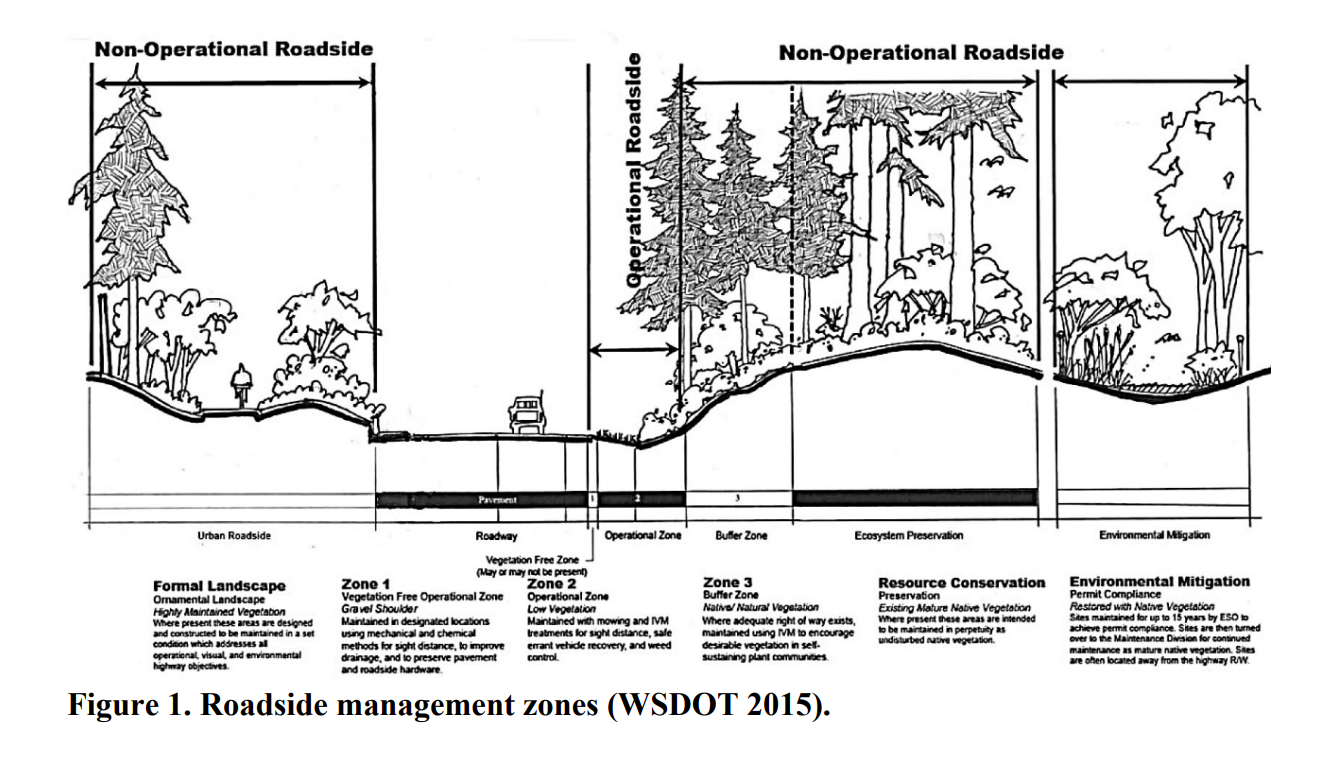 Non-Operational Roadside
Non-Operational Roadside
Operational Roadside
Pavement
1
2
3
Urban Roadside
Roadway
Operational Zone
Buffer Zone
Ecosystem Preservation
Environmental Mitigation
Vegetation Free Zone
(May or may not be present)
Formal Landscape
Ornamental Landscape
Highly Maintained Vegetation
Where present these areas are designed
and constructed to be maintained in a set
condition which addresses all
operational, visual, and environmental
highway objectives.
Zone 1
Vegetation Free Operational Zone
Gravel Shoulder
Maintained in designated locations
using mechanical and chemical
methods for sight distance, to improve
drainage, and to preserve pavement
and roadside hardware.
Zone 2
Operational Zone
Low Vegetation
Maintained with mowing and IVM
treatments for sight distance, safe
errant vehicle recovery, and weed
control.
Zone 3
Buffer Zone
Native/ Natural Vegetation
Where adequate right of way exists,
maintained using IVM to encourage
desirable vegetation in self-
sustaining plant communities.
Resource Conservation
Preservation
Existing Mature Native Vegetation
Where present these areas are intended
to be maintained in perpetuity as
undisturbed native vegetation.
Environmental Mitigation
Permit Compliance
Restored with Native Vegetation
Sites maintained for up to 15 years by ESO to
achieve permit compliance. Sites are then turned
over to the Maintenance Division for continued
maintenance as mature native vegetation. Sites
are often located away from the highway R/W.
Figure 1. Roadside management zones (WSDOT 2015).